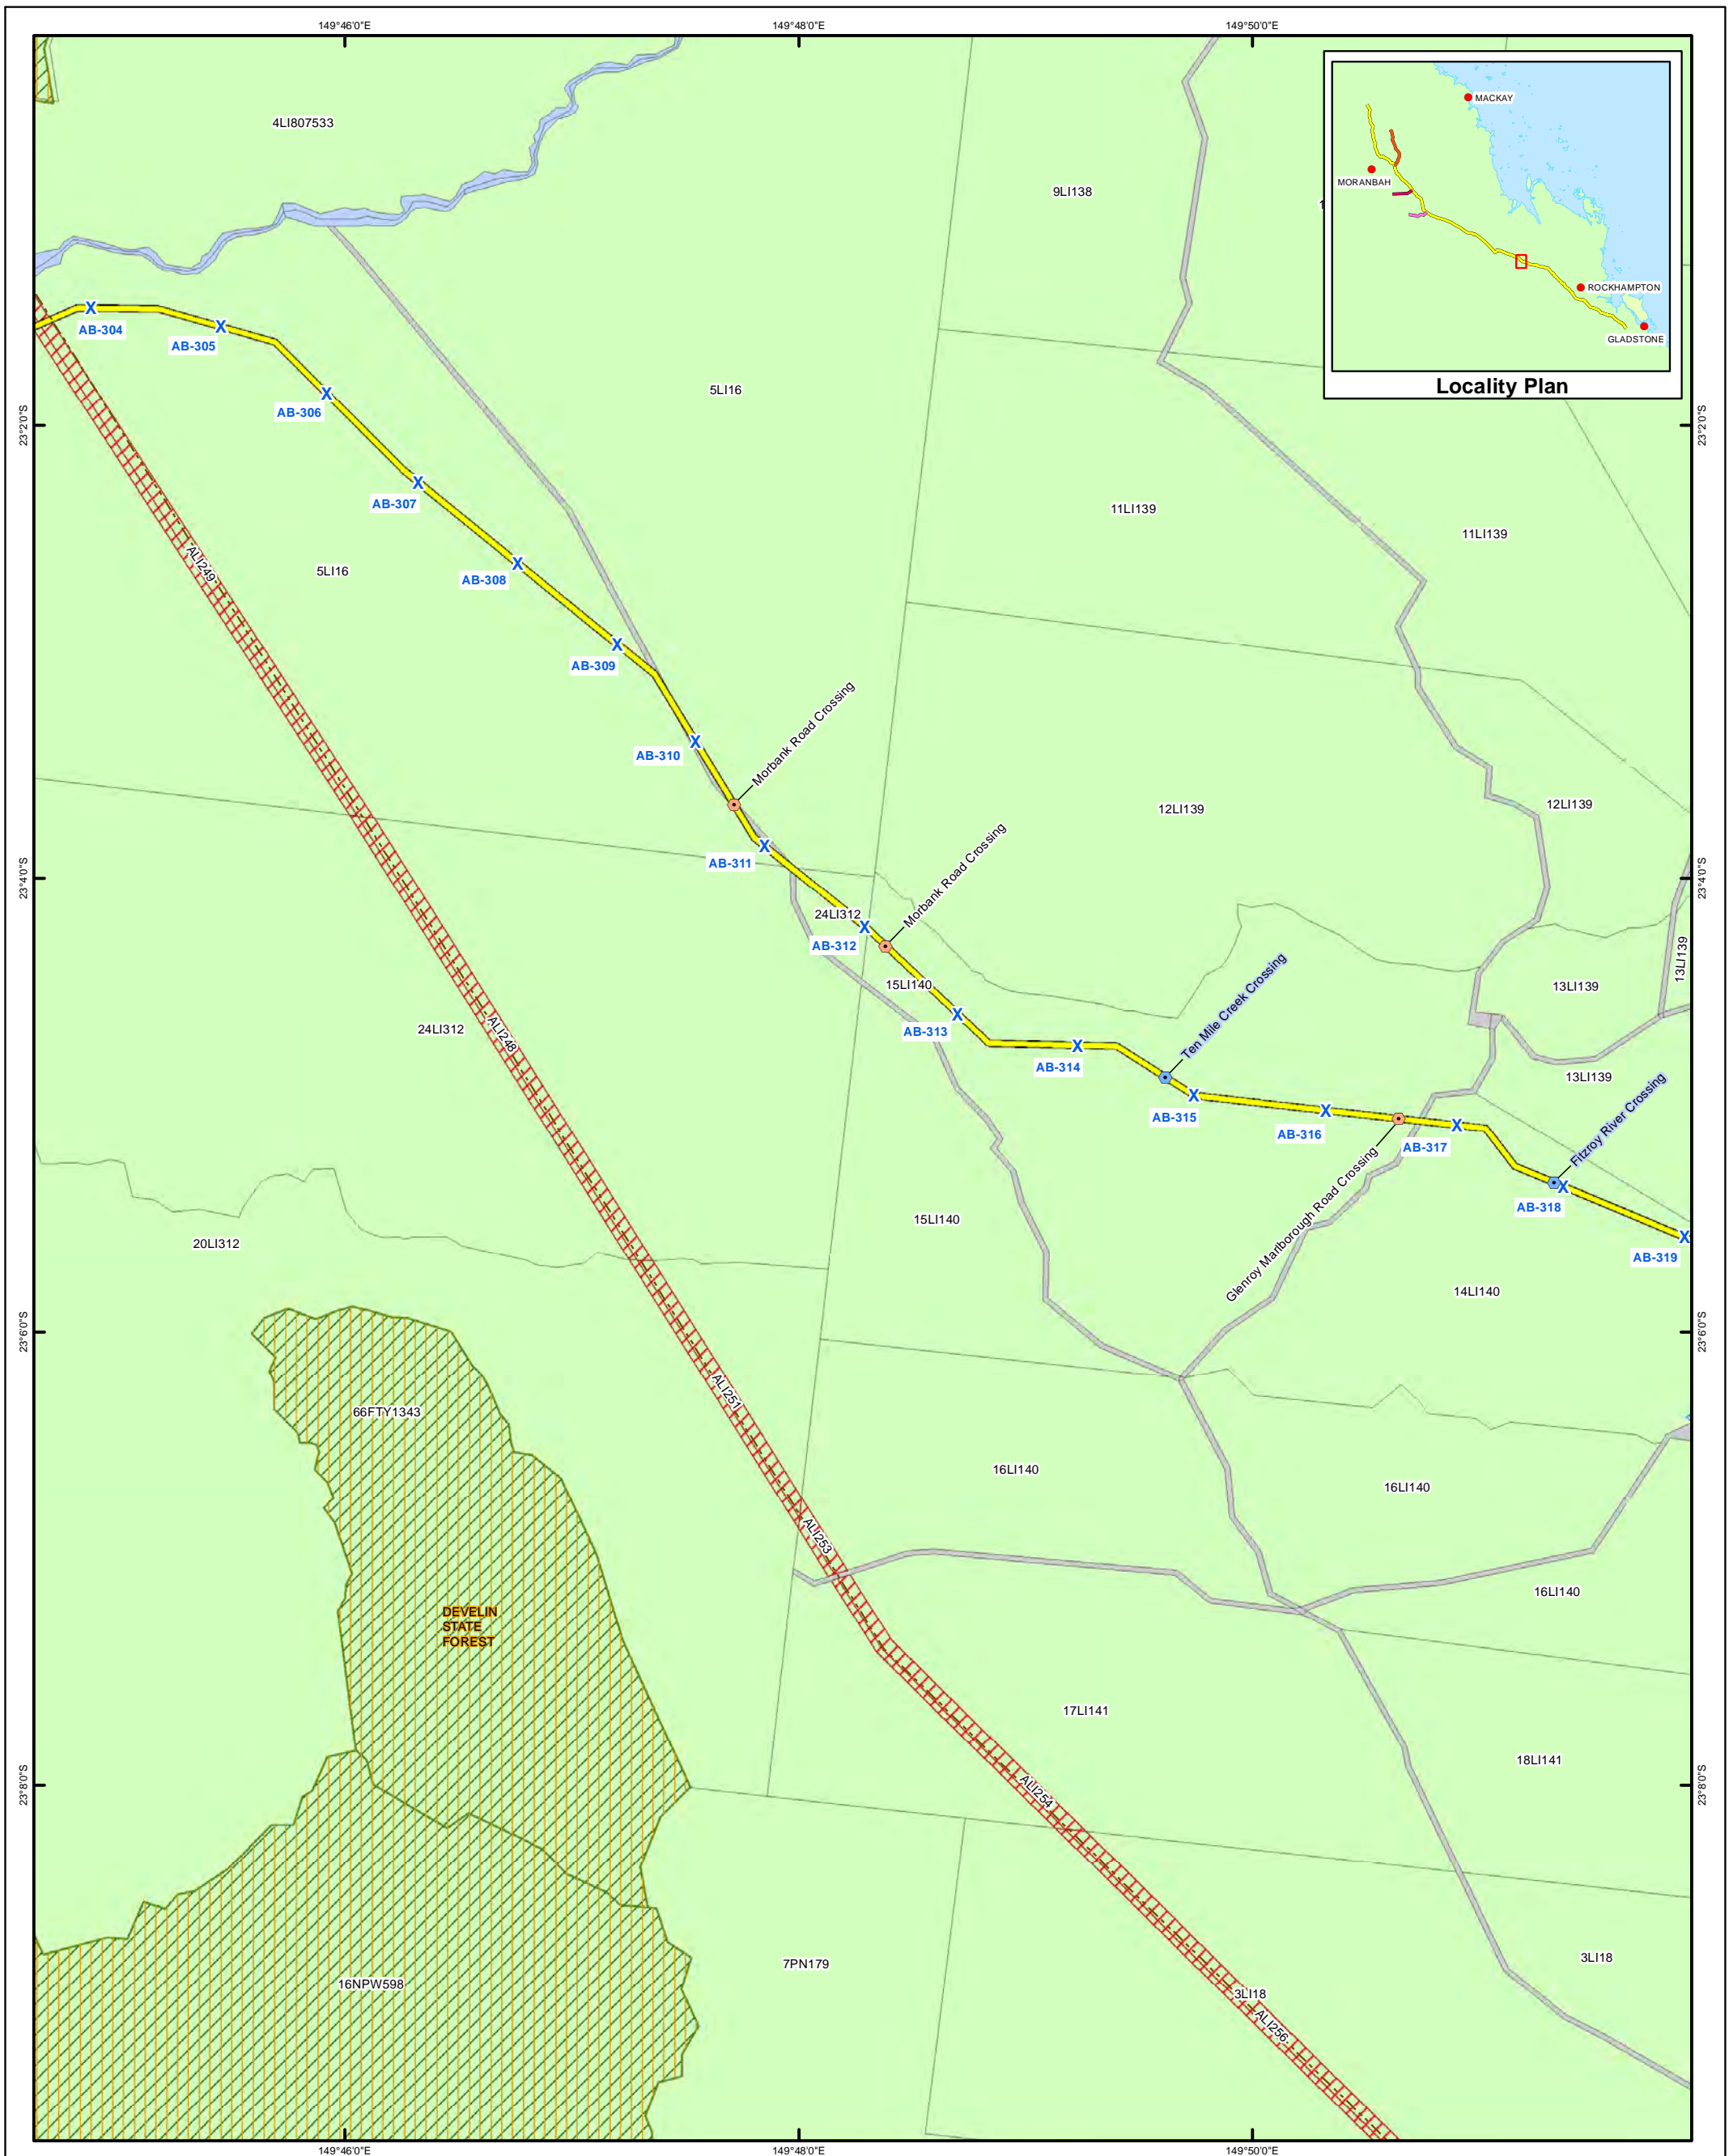 149°46'0"E
149°48'0"E
149°50'0"E
MACKAY
MORANBAH
ROCKHAMPTON
GLADSTONE
Locality Plan
4LI807533
9LI138
AB-304
AB-305
5LI16
AB-306
23°2'0"S
23°2'0"S
AB-307
11LI139
11LI139
ALI249
5LI16
AB-308
AB-309
Morbank Road Crossing
AB-310
12LI139
12LI139
AB-311
Morbank Road Crossing
23°4'0"S
23°4'0"S
24LI312
AB-312
13LI139
15LI140
13LI139
Ten Mile Creek Crossing
24LI312
ALI248
AB-313
AB-314
13LI139
AB-315
AB-316
AB-317
Fitzroy River Crossing
AB-318
Glenroy Marlborough Road Crossing
15LI140
20LI312
AB-319
14LI140
23°6'0"S
23°6'0"S
ALI251
66FTY1343
16LI140
16LI140
ALI253
16LI140
DEVELIN
STATE
FOREST
17LI141
18LI141
23°8'0"S
23°8'0"S
ALI254
7PN179
3LI18
16NPW598
3LI18
ALI256
149°46'0"E
149°48'0"E
149°50'0"E